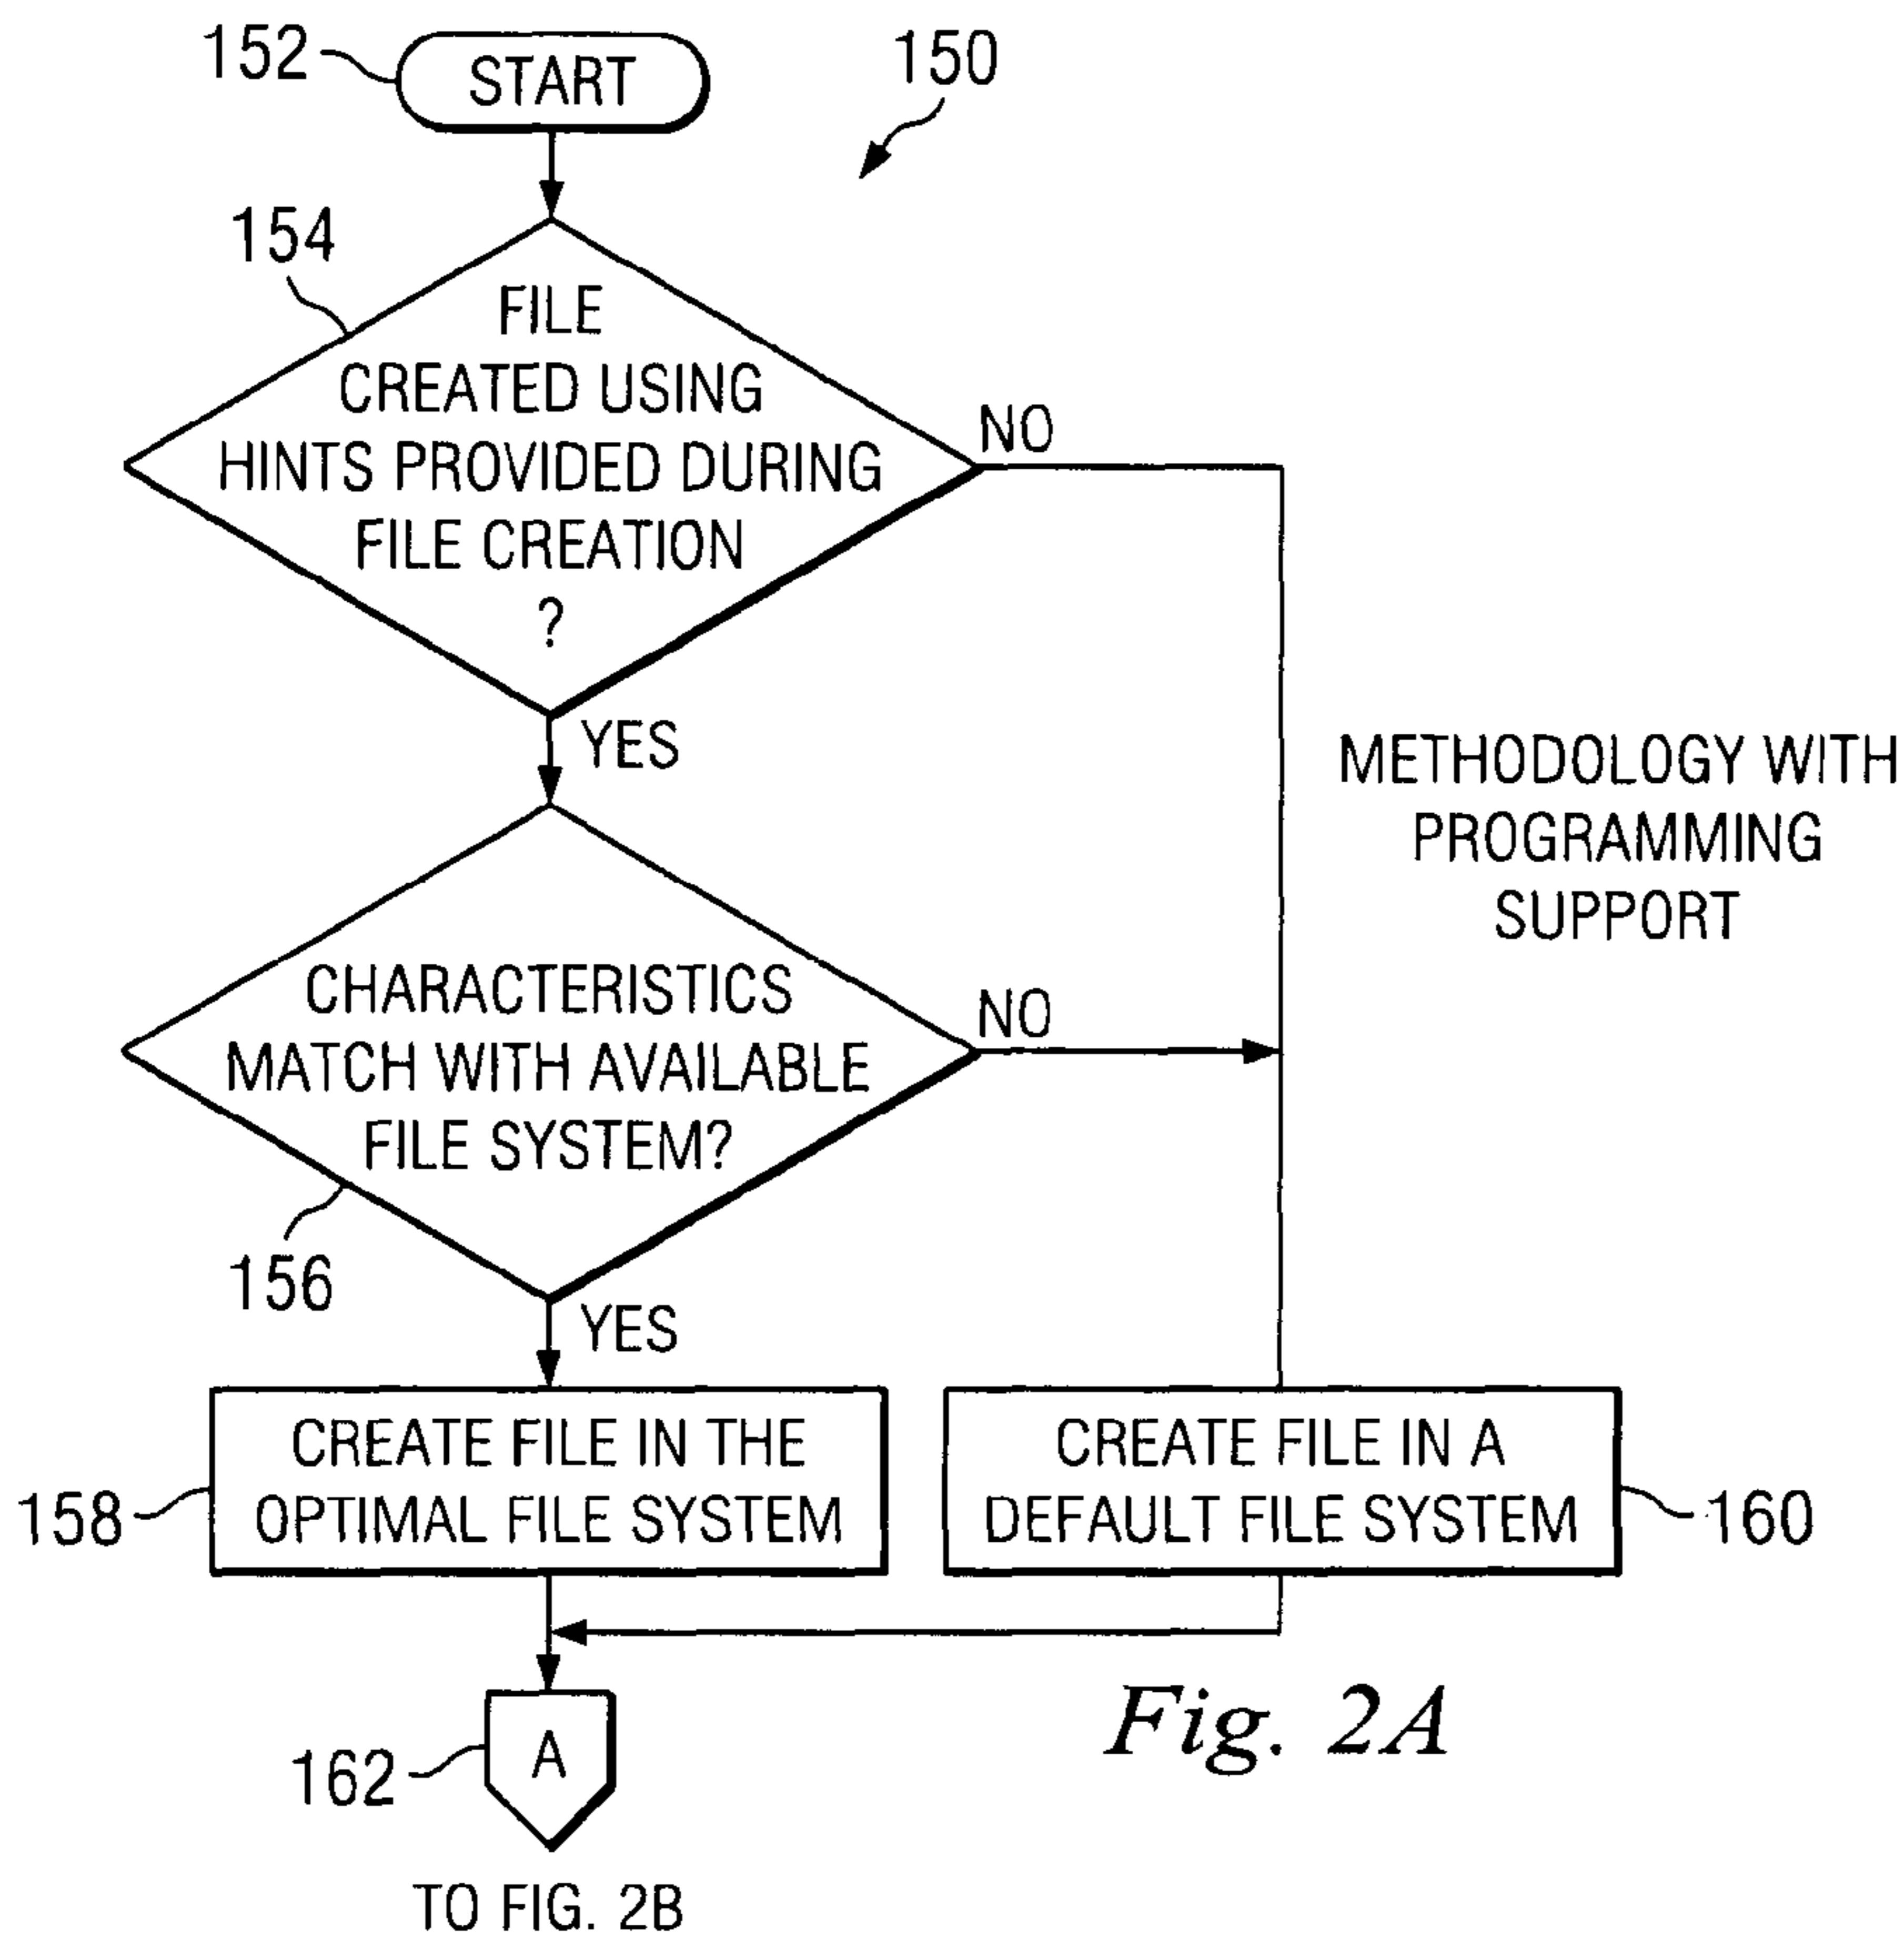 152
START
150
154
FILE
CREATED USING
HINTS PROVIDED DURING
FILE CREATION
?
NO
YES
METHODOLOGY WITH
PROGRAMMING
SUPPORT
CHARACTERISTICS
MATCH WITH AVAILABLE
FILE SYSTEM?
NO
156
YES
CREATE FILE IN THE
OPTIMAL FILE SYSTEM
158
CREATE FILE IN A
DEFAULT FILE SYSTEM
160
A
162
Fig. 2A
TO FIG. 2B